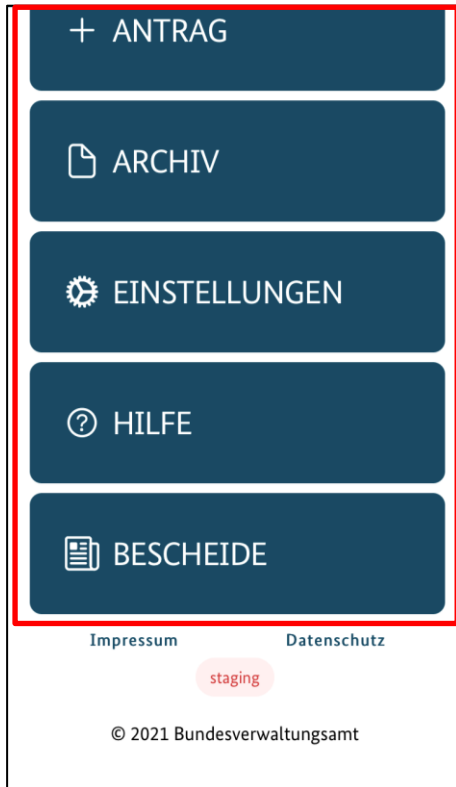 + ANTRAG
ARCHIV
EINSTELLUNGEN
HILFE
BESCHEIDE
Impressum Datenschutz
staging
© 2021 Bundesverwaltungsamt